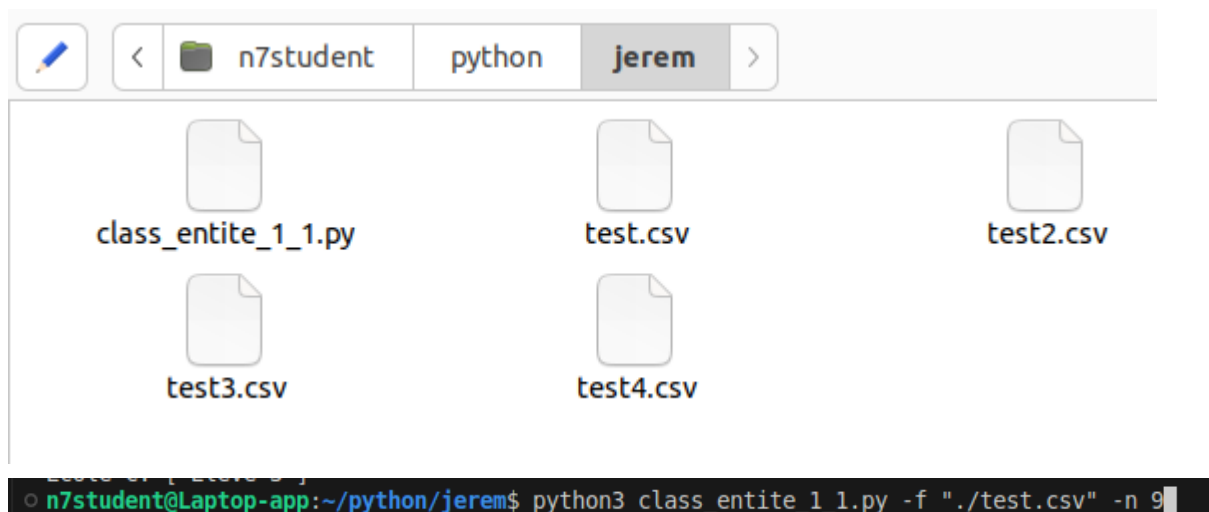 n7student python jerem
class_entite_1_1.py test.csv test2.csv
test3.csv test4.csv
n7student@Laptop-app:~/python/jerem$ python3 class_entite_1_1.py -f "./test.csv" -n 9